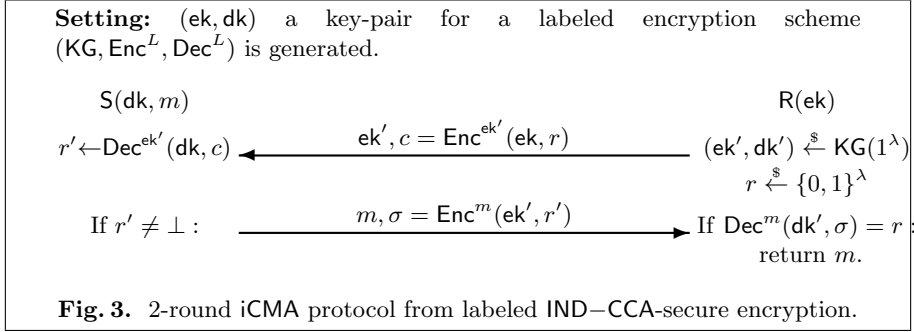 Setting: (ek, dk) a key-pair for a labeled encryption scheme
(KG, Enc^L, Dec^L) is generated.
S(dk, m) R(ek)
r′←Dec^{ek′}(dk, c) ek′, c = Enc^{ek′}(ek, r) (ek′, dk′) $← KG(1^λ)
r $← {0, 1}^λ
If r′ ≠ ⊥ : m, σ = Enc^m(ek′, r′) If Dec^m(dk′, σ) = r :
return m.
Fig. 3. 2-round iCMA protocol from labeled IND−CCA-secure encryption.